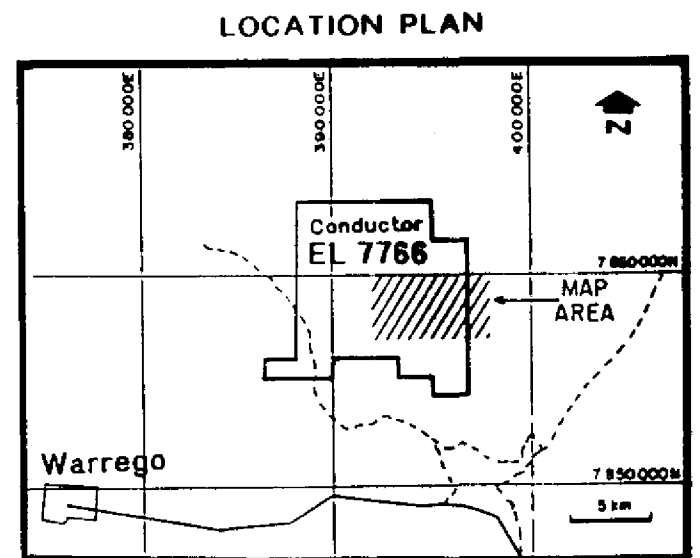 LOCATION PLAN
380 000E
390 000E
400 000E
N
Conductor
EL 7766
7 860 000N
MAP
AREA
Warrego
7 850 000N
5 km